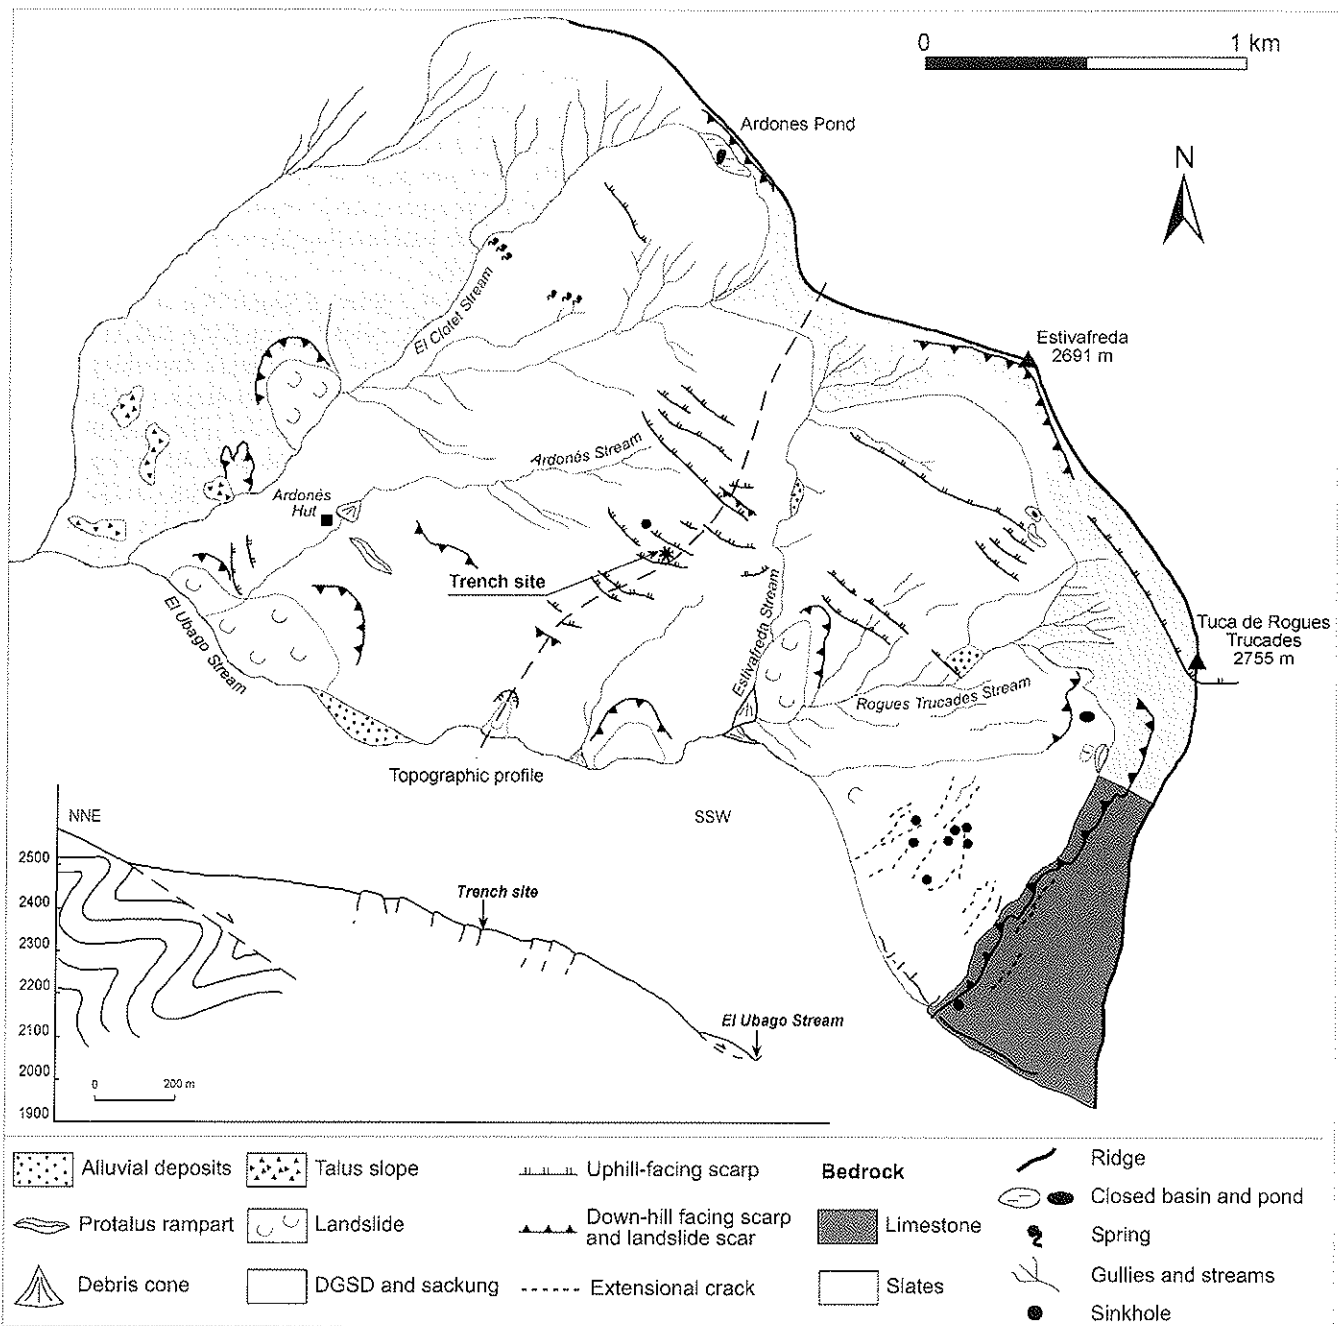 0 1 km
Ardones Pond
N
Estivafreda
2691 m
El Clotet Stream
Ardonés Stream
Ardonés
Hut
Trench site
El Ubago Stream
Estivafreda Stream
Tuca de Rogues
Trucades
2755 m
Rogues Trucades Stream
Topographic profile
NNE
SSW
2500
2400
2300
2200
2100
2000
1900
Trench site
El Ubago Stream
0 200 m
Alluvial deposits
Talus slope
Uphill-facing scarp
Bedrock
Ridge
Protalus rampart
Landslide
Down-hill facing scarp
and landslide scar
Limestone
Closed basin and pond
Spring
Debris cone
DGSD and sackung
Extensional crack
Slates
Gullies and streams
Sinkhole